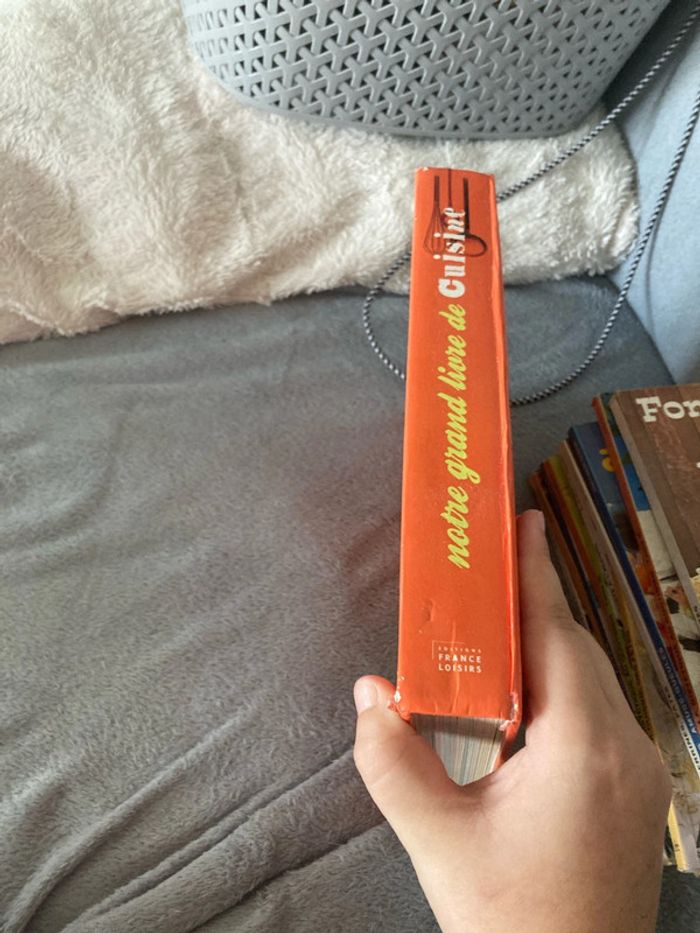 notre grand livre de Cuisine
EDITIONS
FRANCE
LOISIRS
For